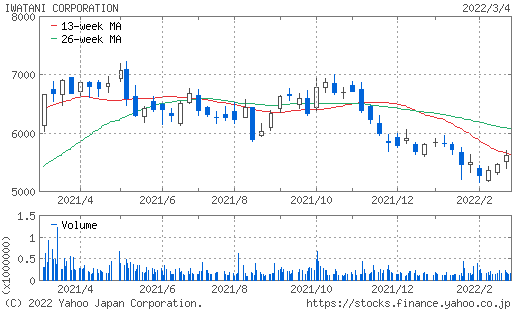 IWATANI CORPORATION 2022/3/4
13-week MA
26-week MA
8000
7000
6000
5000
2021/4 2021/6 2021/8 2021/10 2021/12 2022/2
Volume
1.5
1.0
0.5
0
(x1000000)
2021/4 2021/6 2021/8 2021/10 2021/12 2022/2
(C) 2022 Yahoo Japan Corporation. https://stocks.finance.yahoo.co.jp/